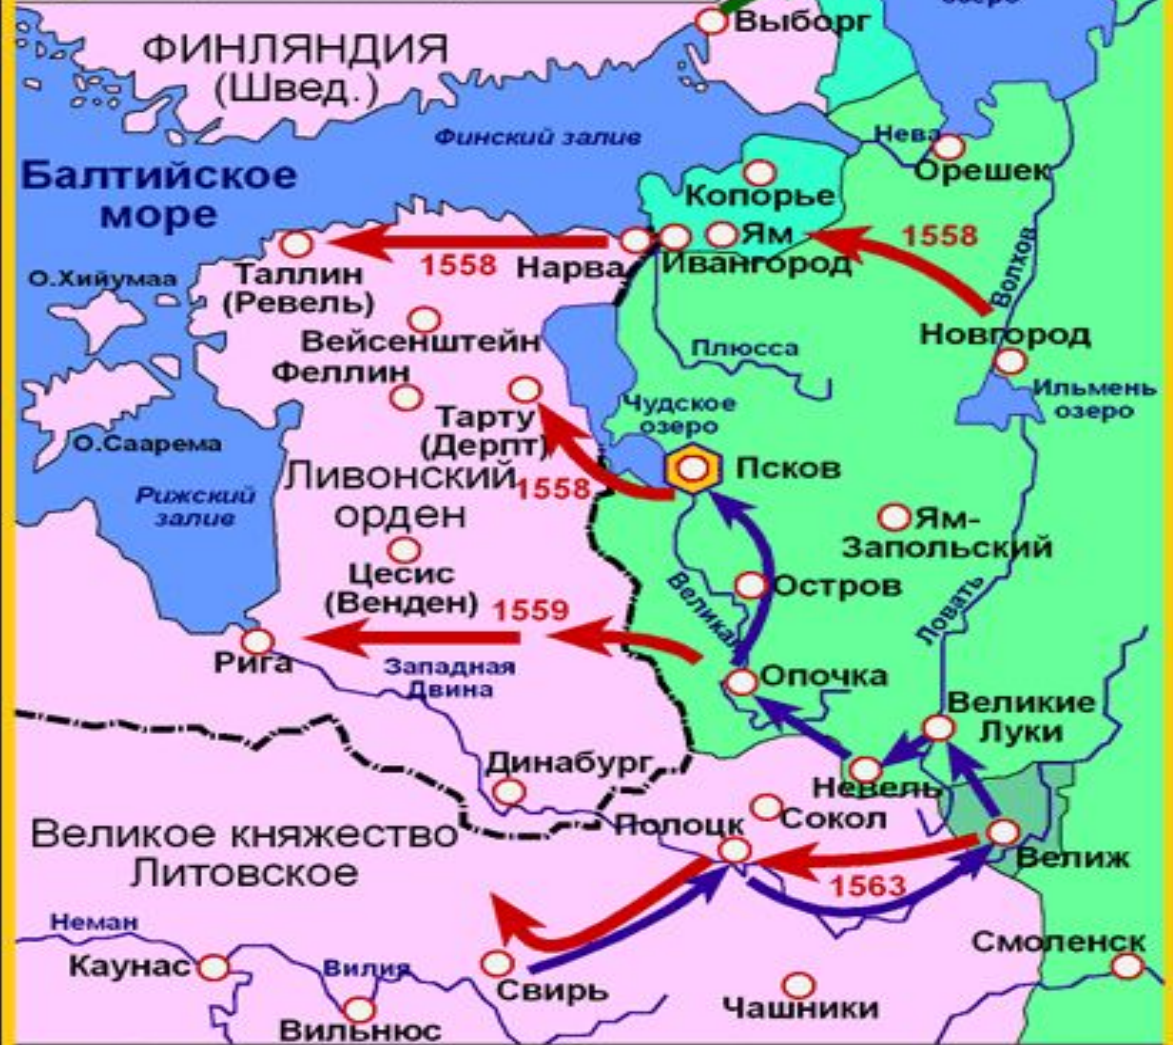 озеро
Выборг
ФИНЛЯНДИЯ
(Швед.)
Финский залив
Нева
Орешек
Балтийское
море
Копорье
Ям
1558
Волхов
Таллин
(Ревель)
1558
Нарва
Ивангород
О.Хийумаа
Вейсенштейн
Новгород
Плюсса
Феллин
Ильмень
озеро
Чудское
озеро
Тарту
(Дерпт)
О.Саарема
Псков
Ливонский
орден
1558
Рижский
залив
Ям-
Запольский
Цесис
(Венден)
Остров
Великая
Ловать
1559
Рига
Западная
Двина
Опочка
Великие
Луки
Динабург
Невель
Сокол
Полоцк
Великое княжество
Литовское
Велиж
1563
Неман
Каунас
Вилия
Свирь
Смоленск
Чашники
Вильнюс